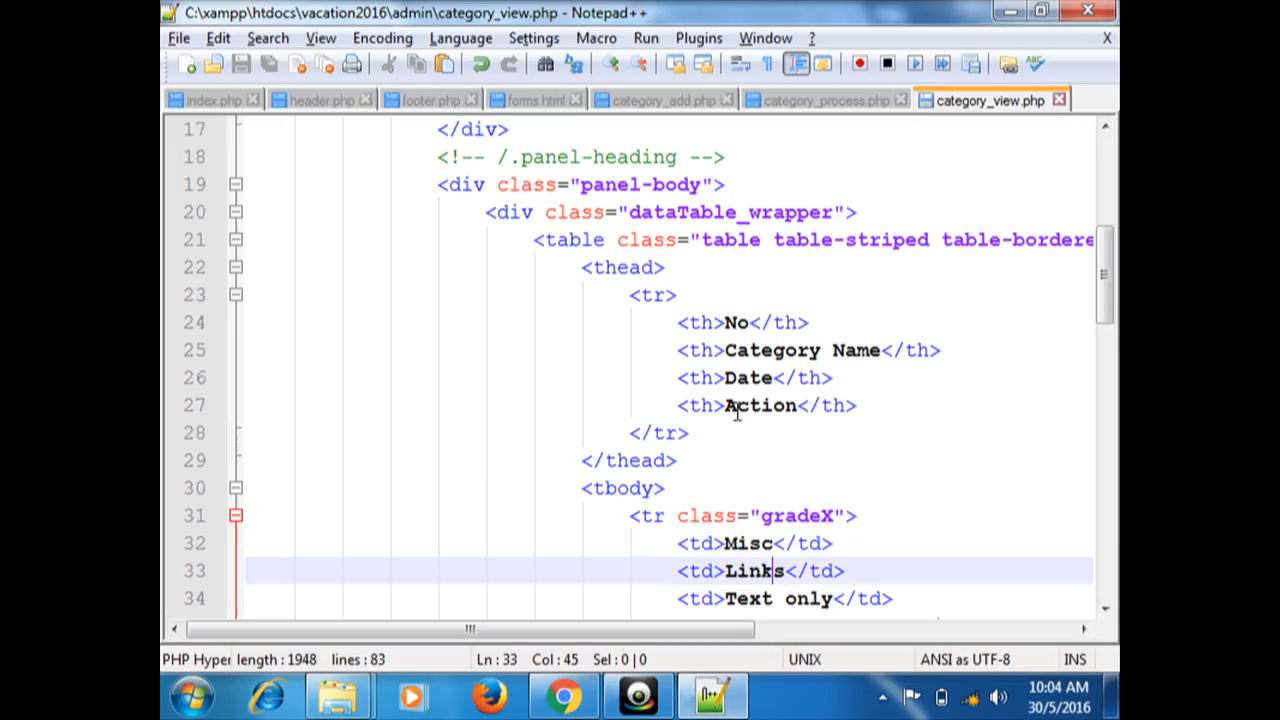 C:\xampp\htdocs\vacation2016\admin\category_view.php - Notepad++
File Edit Search View Encoding Language Settings Macro Run Plugins Window ? X
index.php header.php footer.php forms.html category_add.php category_process.php category_view.php
17 </div>
18 <!-- /.panel-heading -->
19 <div class="panel-body">
20 <div class="dataTable_wrapper">
21 <table class="table table-striped table-bordere
22 <thead>
23 <tr>
24 <th>No</th>
25 <th>Category Name</th>
26 <th>Date</th>
27 <th>Action</th>
28 </tr>
29 </thead>
30 <tbody>
31 <tr class="gradeX">
32 <td>Misc</td>
33 <td>Links</td>
34 <td>Text only</td>
PHP Hyper length : 1948 lines : 83 Ln : 33 Col : 45 Sel : 0 | 0 UNIX ANSI as UTF-8 INS
10:04 AM
30/5/2016